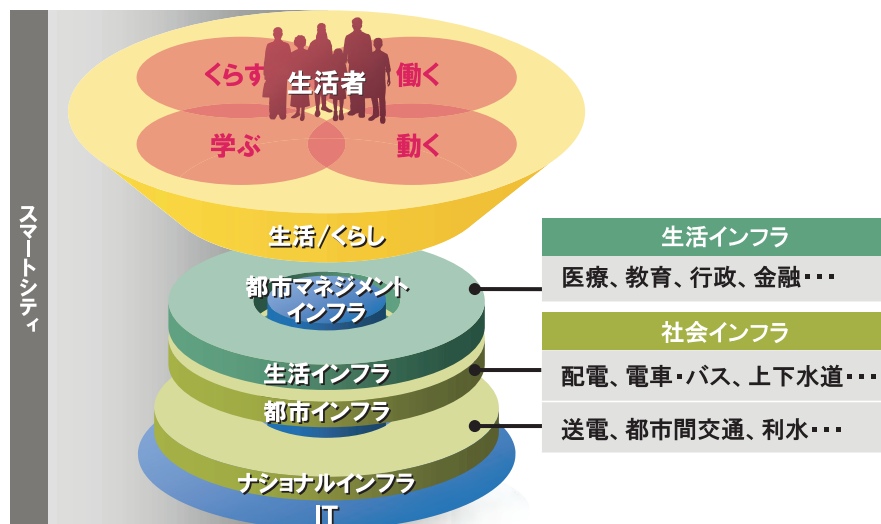 スマートシティ
くらす
生活者
働く
学ぶ
動く
生活/くらし
都市マネジメント
インフラ
生活インフラ
都市インフラ
ナショナルインフラ
IT
生活インフラ
医療、教育、行政、金融・・・
社会インフラ
配電、電車・バス、上下水道・・・
送電、都市間交通、利水・・・